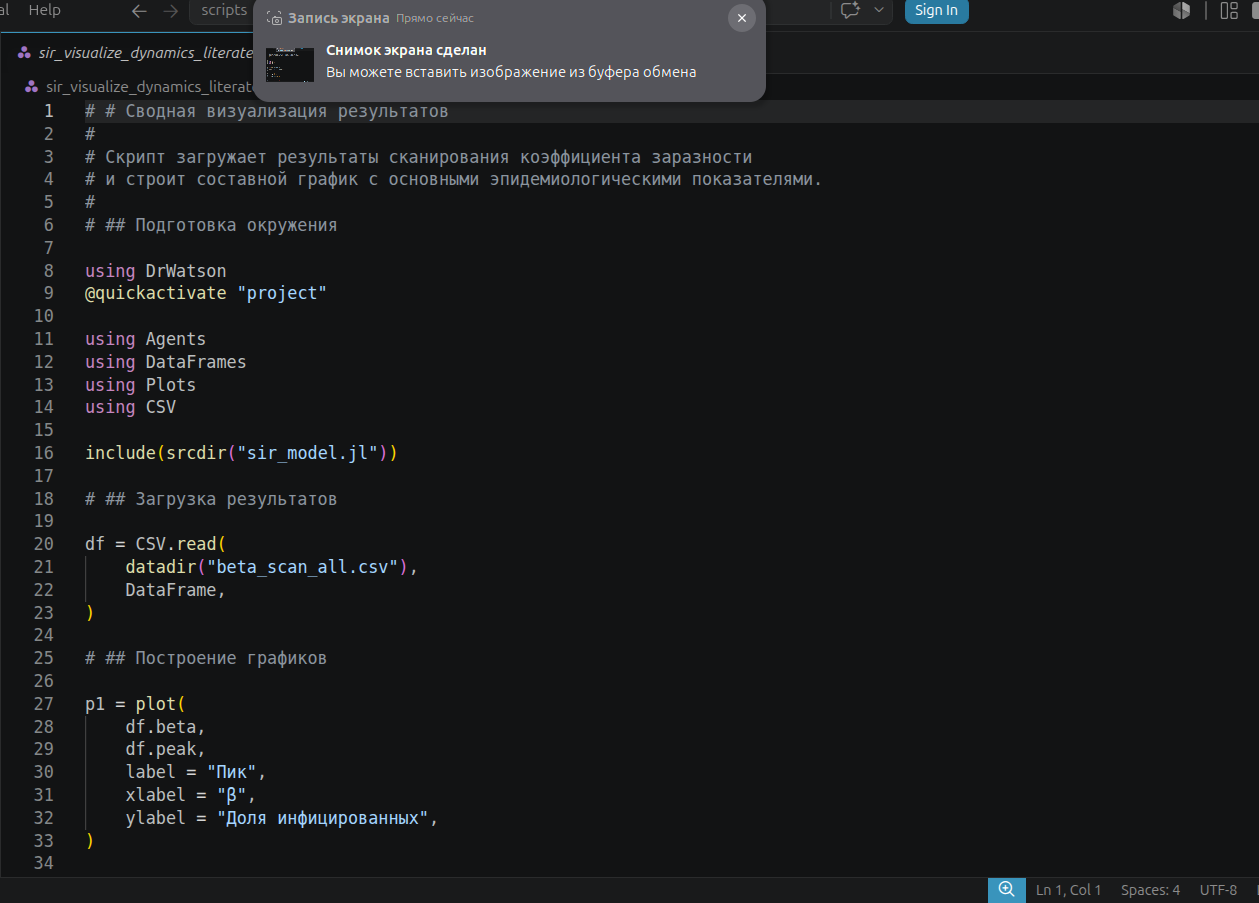 al Help
scripts
Sign In
Запись экрана Прямо сейчас
Снимок экрана сделан
Вы можете вставить изображение из буфера обмена
sir_visualize_dynamics_literate
sir_visualize_dynamics_literat
1 # # Сводная визуализация результатов
2 #
3 # Скрипт загружает результаты сканирования коэффициента заразности
4 # и строит составной график с основными эпидемиологическими показателями.
5 #
6 # ## Подготовка окружения
7
8 using DrWatson
9 @quickactivate "project"
10
11 using Agents
12 using DataFrames
13 using Plots
14 using CSV
15
16 include(srcdir("sir_model.jl"))
17
18 # ## Загрузка результатов
19
20 df = CSV.read(
21 datadir("beta_scan_all.csv"),
22 DataFrame,
23 )
24
25 # ## Построение графиков
26
27 p1 = plot(
28 df.beta,
29 df.peak,
30 label = "Пик",
31 xlabel = "β",
32 ylabel = "Доля инфицированных",
33 )
34
Ln 1, Col 1 Spaces: 4 UTF-8